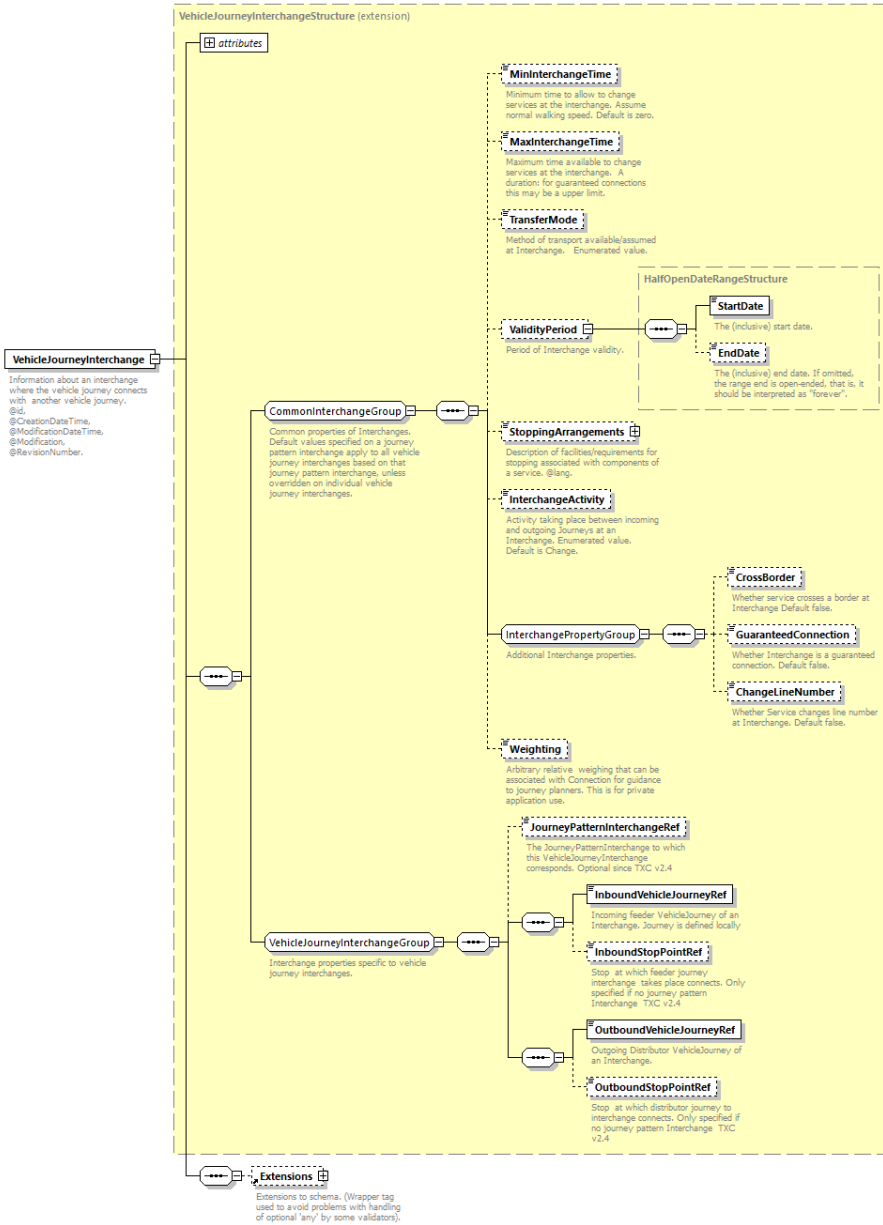 VehicleJourneyInterchangeStructure (extension)
attributes
MinInterchangeTime
Minimum time to allow to change
services at the interchange. Assume
normal walking speed. Default is zero.
MaxInterchangeTime
Maximum time available to change
services at the interchange.  A
duration: for guaranteed connections
this may be a upper limit.
TransferMode
Method of transport available/assumed
at Interchange.   Enumerated value.
HalfOpenDateRangeStructure
StartDate
The (inclusive) start date.
ValidityPeriod
Period of Interchange validity.
EndDate
The (inclusive) end date. If omitted,
the range end is open-ended, that is, it
should be interpreted as "forever".
VehicleJourneyInterchange
Information about an interchange
where the vehicle journey connects
with  another vehicle journey.
@id,
@CreationDateTime,
@ModificationDateTime,
@Modification,
@RevisionNumber.
CommonInterchangeGroup
Common properties of Interchanges.
Default values specified on a journey
pattern interchange apply to all vehicle
journey interchanges based on that
journey pattern interchange, unless
overridden on individual vehicle
journey interchanges.
StoppingArrangements
Description of facilities/requirements for
stopping associated with components of
a service. @lang.
InterchangeActivity
Activity taking place between incoming
and outgoing Journeys at an
Interchange. Enumerated value.
Default is Change.
CrossBorder
Whether service crosses a border at
Interchange Default false.
InterchangePropertyGroup
Additional Interchange properties.
GuaranteedConnection
Whether Interchange is a guaranteed
connection. Default false.
ChangeLineNumber
Whether Service changes line number
at Interchange. Default false.
Weighting
Arbitrary relative  weighing that can be
associated with Connection for guidance
to journey planners. This is for private
application use.
JourneyPatternInterchangeRef
The JourneyPatternInterchange to which
this VehicleJourneyInterchange
corresponds. Optional since TXC v2.4
InboundVehicleJourneyRef
Incoming feeder VehicleJourney of an
Interchange. Journey is defined locally
VehicleJourneyInterchangeGroup
Interchange properties specific to vehicle
journey interchanges.
InboundStopPointRef
Stop  at which feeder journey
interchange  takes place connects. Only
specified if no journey pattern
Interchange  TXC v2.4
OutboundVehicleJourneyRef
Outgoing Distributor VehicleJourney of
an Interchange.
OutboundStopPointRef
Stop  at which distributor journey to
interchange connects. Only specified if
no journey pattern Interchange  TXC
v2.4
Extensions
Extensions to schema. (Wrapper tag
used to avoid problems with handling
of optional 'any' by some validators).